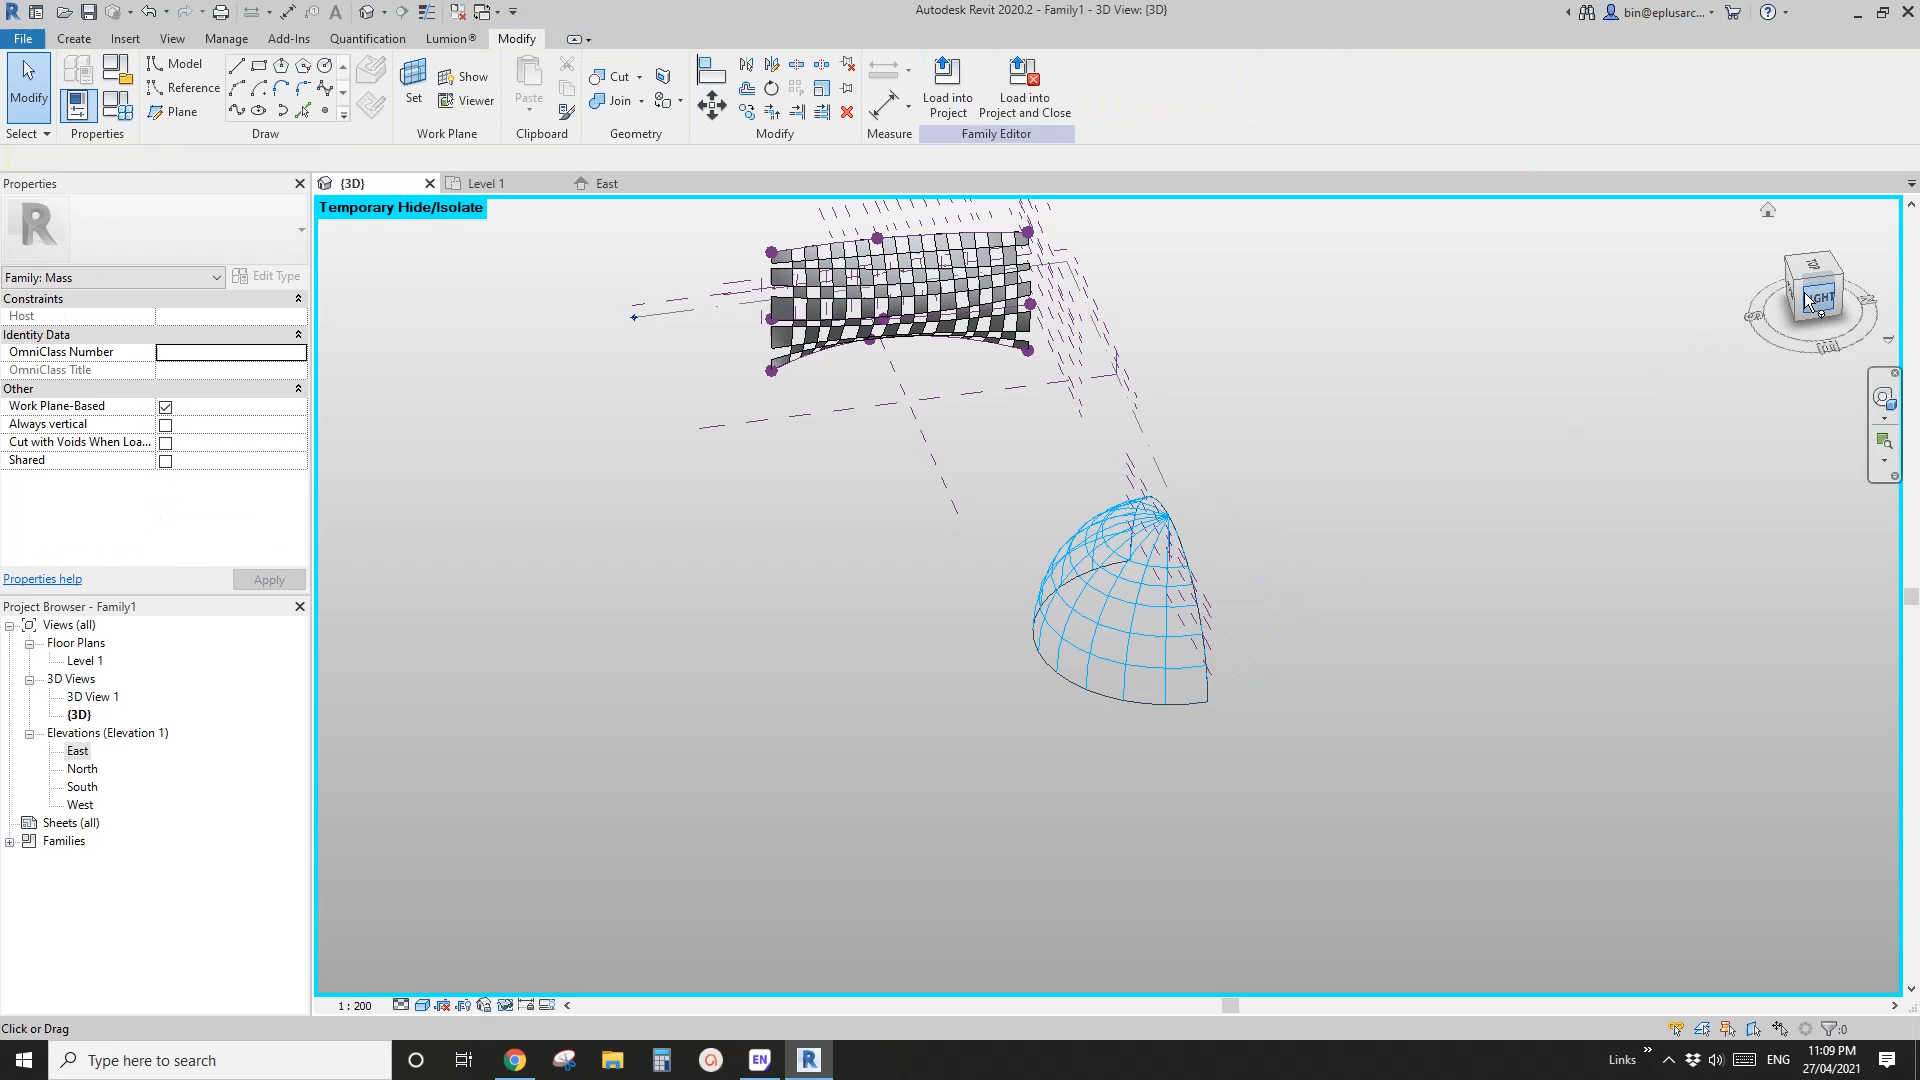 Autodesk Revit 2020.2 - Family1 - 3D View: {3D}
bin@eplusarc...
File
Create
Insert
View
Manage
Add-Ins
Quantification
Lumion®
Modify
Modify
Select
Properties
Model
Reference
Plane
Draw
Set
Show
Viewer
Work Plane
Paste
Clipboard
Cut
Join
Geometry
Modify
Measure
Load into
Project
Load into
Project and Close
Family Editor
Properties
{3D}
Level 1
East
Temporary Hide/Isolate
Family: Mass
Edit Type
Constraints
Host
Identity Data
OmniClass Number
OmniClass Title
Other
Work Plane-Based
Always vertical
Cut with Voids When Loa...
Shared
Properties help
Apply
Project Browser - Family1
Views (all)
Floor Plans
Level 1
3D Views
3D View 1
{3D}
Elevations (Elevation 1)
East
North
South
West
Sheets (all)
Families
TOP
1 : 200
Click or Drag
:0
Type here to search
EN
Links
ENG
11:09 PM
27/04/2021